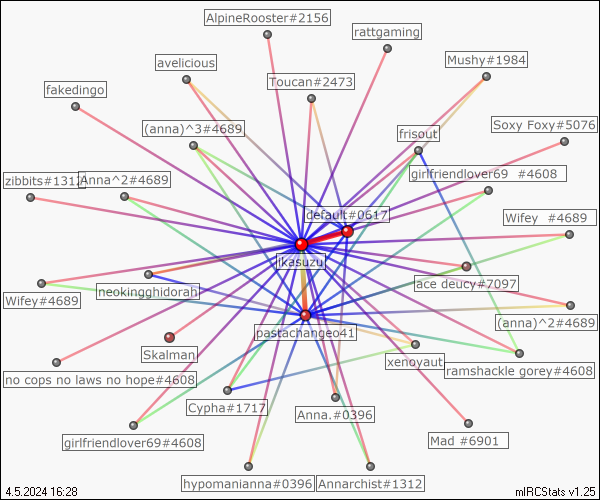 AlpineRooster#2156
rattgaming
avelicious
Mushy#1984
Toucan#2473
fakedingo
(anna)^3#4689
frisout
Soxy Foxy#5076
zibbits#1312
Anna^2#4689
girlfriendlover69 #4608
default#0617
Wifey #4689
jkasuzu
ace deucy#7097
Wifey#4689
neokingghidorah
(anna)^2#4689
pastachangeo41
Skalman
xenoyaut
ramshackle gorey#4608
no cops no laws no hope#4608
Cypha#1717
Anna.#0396
girlfriendlover69#4608
Mad #6901
hypomanianna#0396
Annarchist#1312
4.5.2024 16:28
mIRCStats v1.25